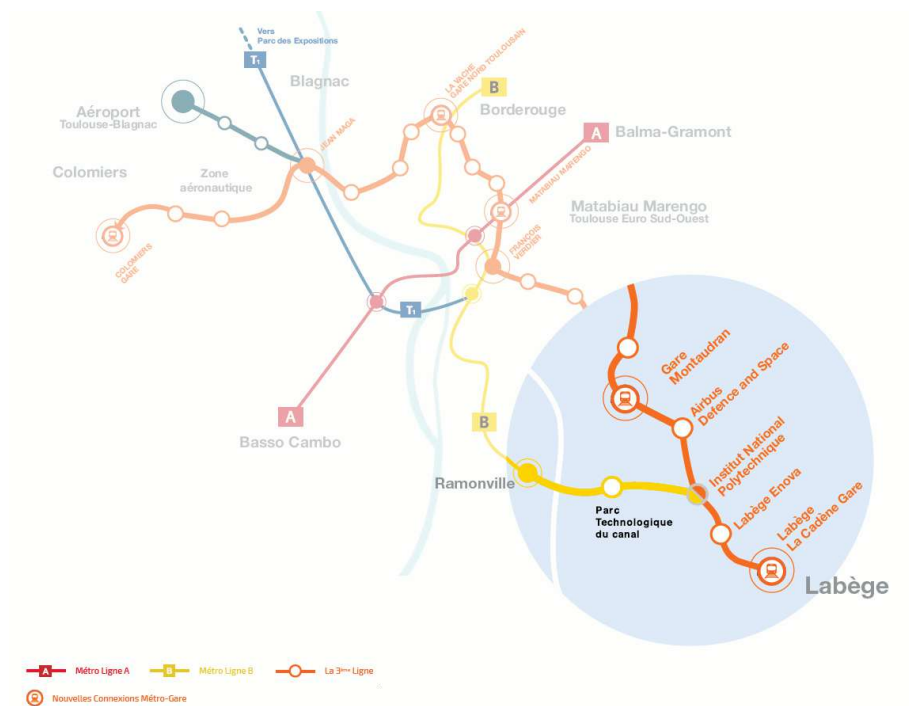 Vers
Parc des Expositions
T1
Blagnac
LA VACHE
GARE NORD TOULOUSAIN
B
Borderouge
Aéroport
Toulouse-Blagnac
A
Balma-Gramont
JEAN MAGA
Colomiers
Zone
aéronautique
MATABIAU MARENGO
Matabiau Marengo
Toulouse Euro Sud-Ouest
FRANÇOIS
VERDIER
COLOMIERS
GARE
T1
A
Basso Cambo
B
Gare
Montaudran
Airbus
Defence and Space
Institut National
Polytechnique
Ramonville
Parc
Technologique
du canal
Labège Enova
Labège
La Cadène Gare
Labège
A Métro Ligne A
B Métro Ligne B
La 3ème Ligne
Nouvelles Connexions Métro-Gare